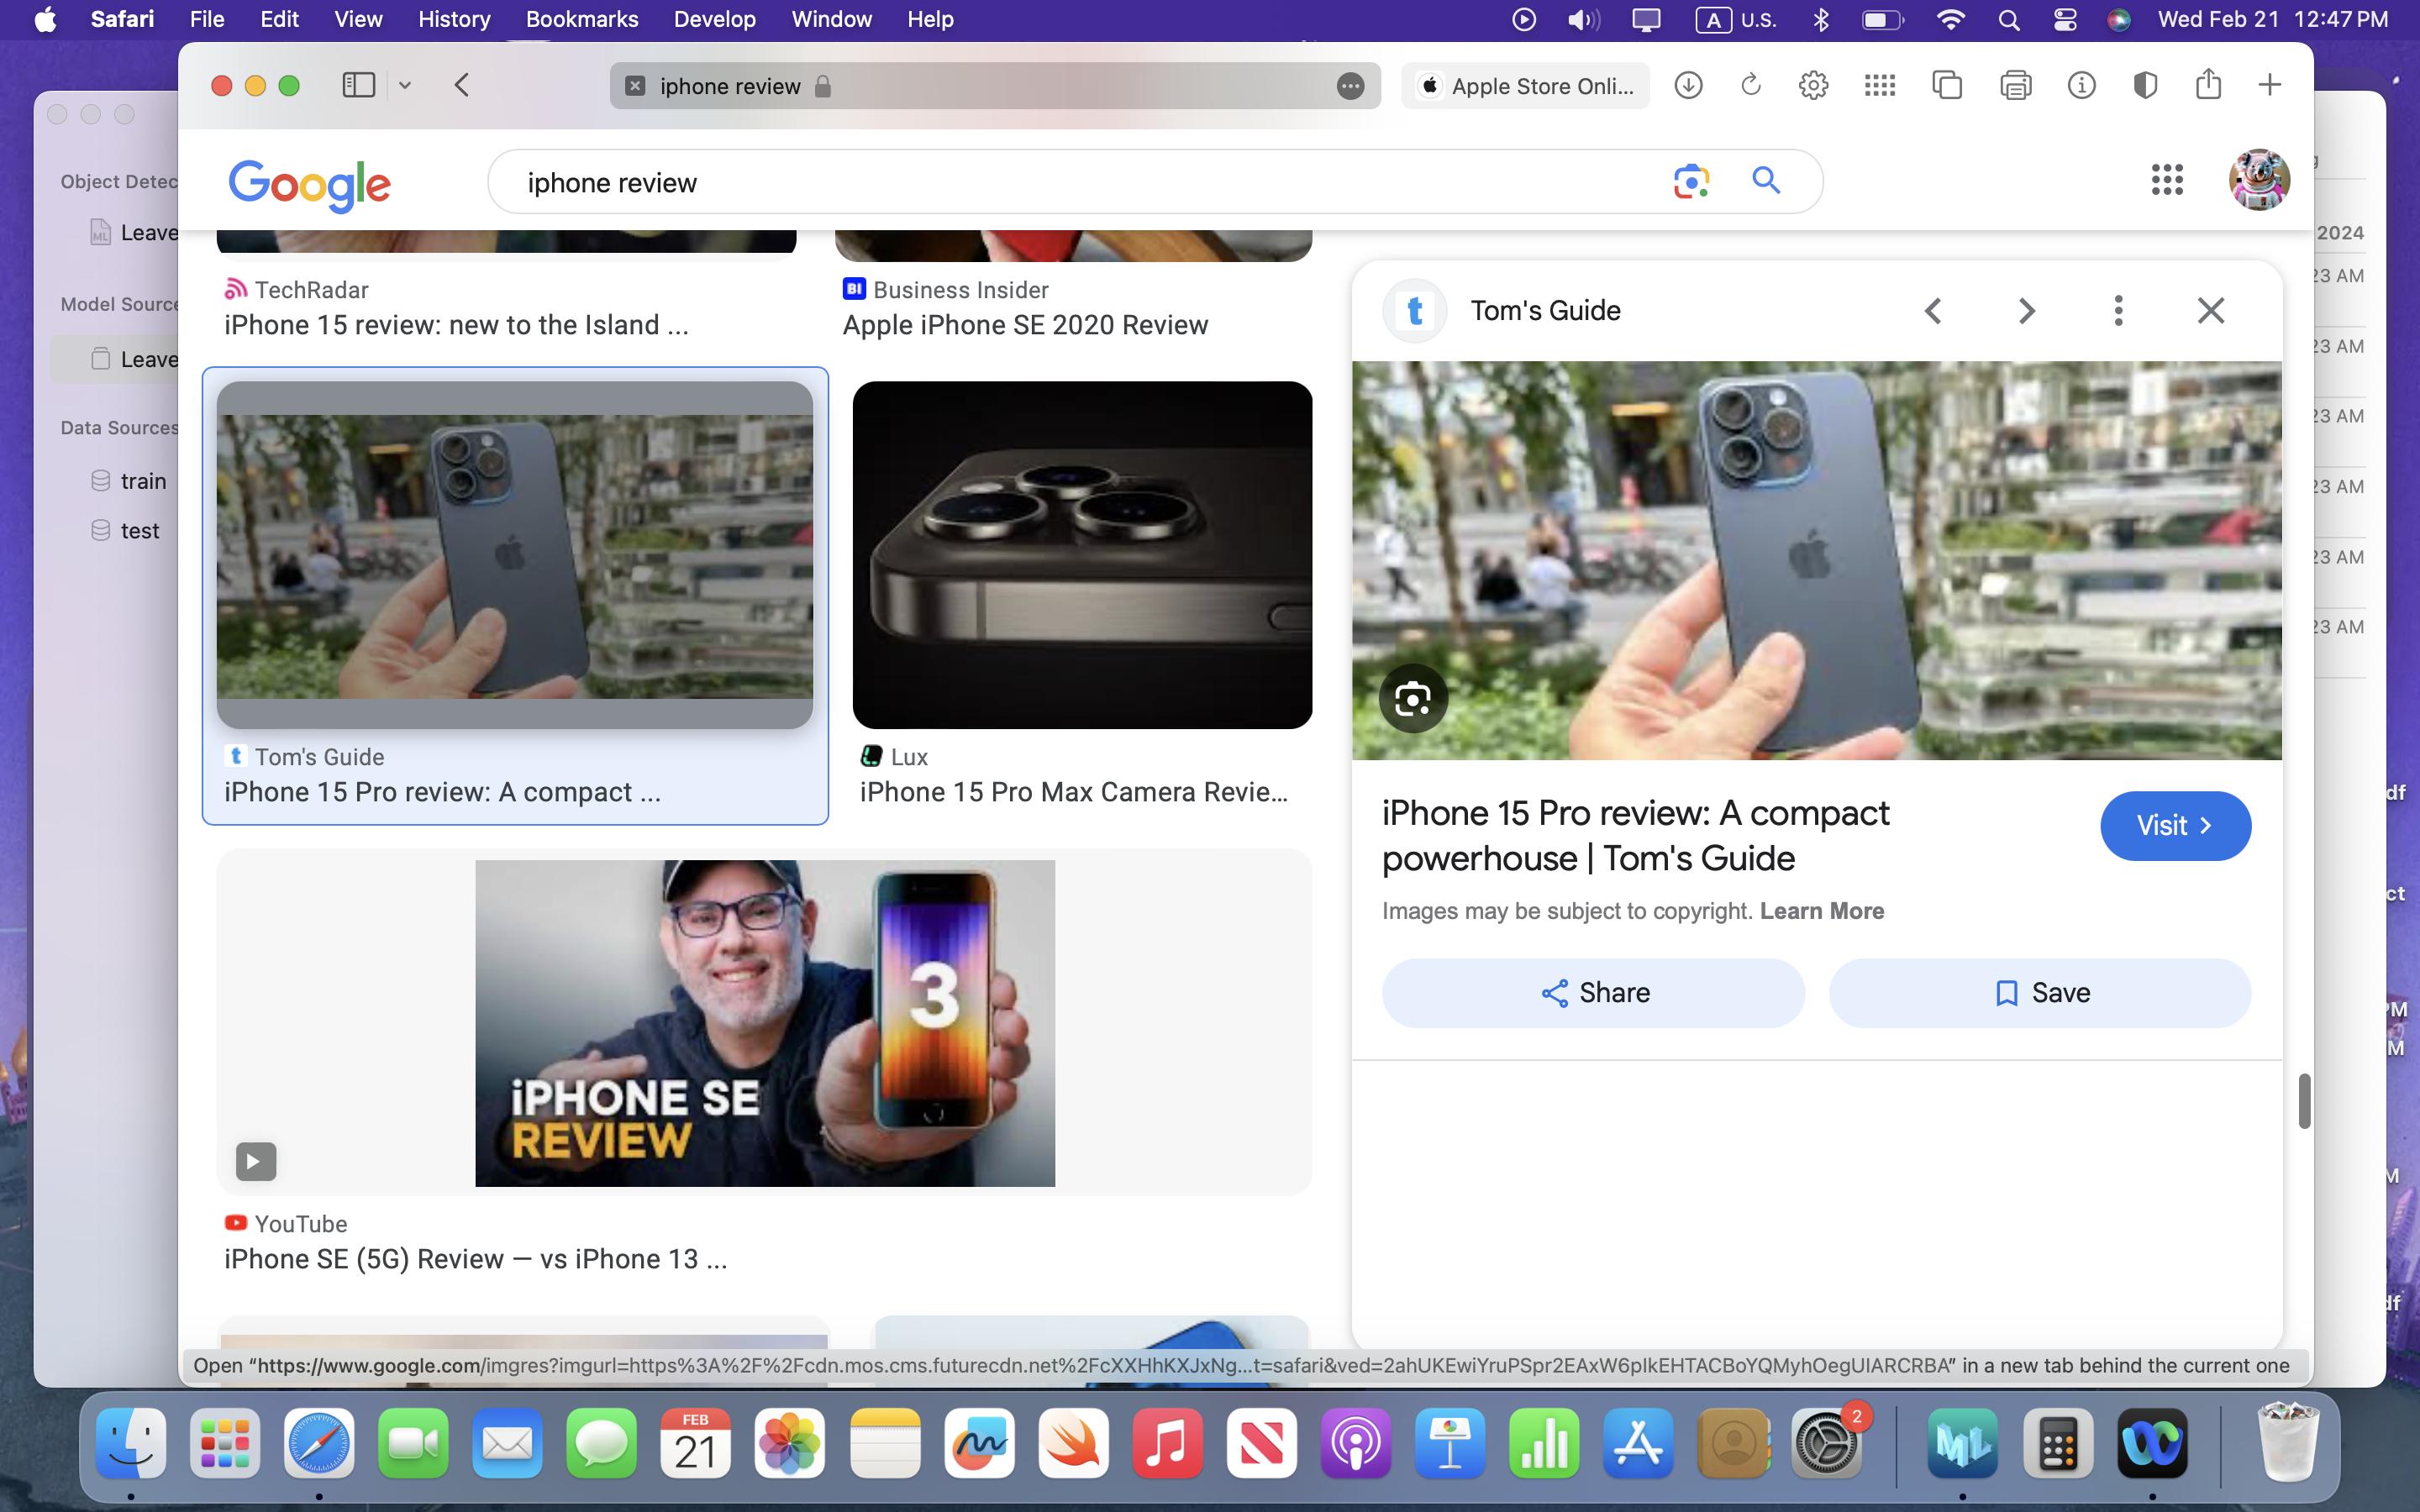 Safari File Edit View History Bookmarks Develop Window Help
A U.S. Wed Feb 21 12:47 PM
iphone review
Apple Store Onli...
Google
iphone review
Object Detec
Leave
Model Source
Leave
Data Sources
train
test
TechRadar
iPhone 15 review: new to the Island ...
BI Business Insider
Apple iPhone SE 2020 Review
t Tom's Guide
iPhone 15 Pro review: A compact ...
Lux
iPhone 15 Pro Max Camera Revie...
3
iPHONE SE
REVIEW
YouTube
iPhone SE (5G) Review — vs iPhone 13 ...
t Tom's Guide
iPhone 15 Pro review: A compact
powerhouse | Tom's Guide
Visit
Images may be subject to copyright. Learn More
Share
Save
2024
23 AM
23 AM
23 AM
23 AM
23 AM
23 AM
df
ct
PM
M
M
df
Open “https://www.google.com/imgres?imgurl=https%3A%2F%2Fcdn.mos.cms.futurecdn.net%2FcXXHhKXJxNg...t=safari&ved=2ahUKEwiYruPSpr2EAxW6plkEHTACBoYQMyhOegUIARCRBA” in a new tab behind the current one
FEB
21
2
ML